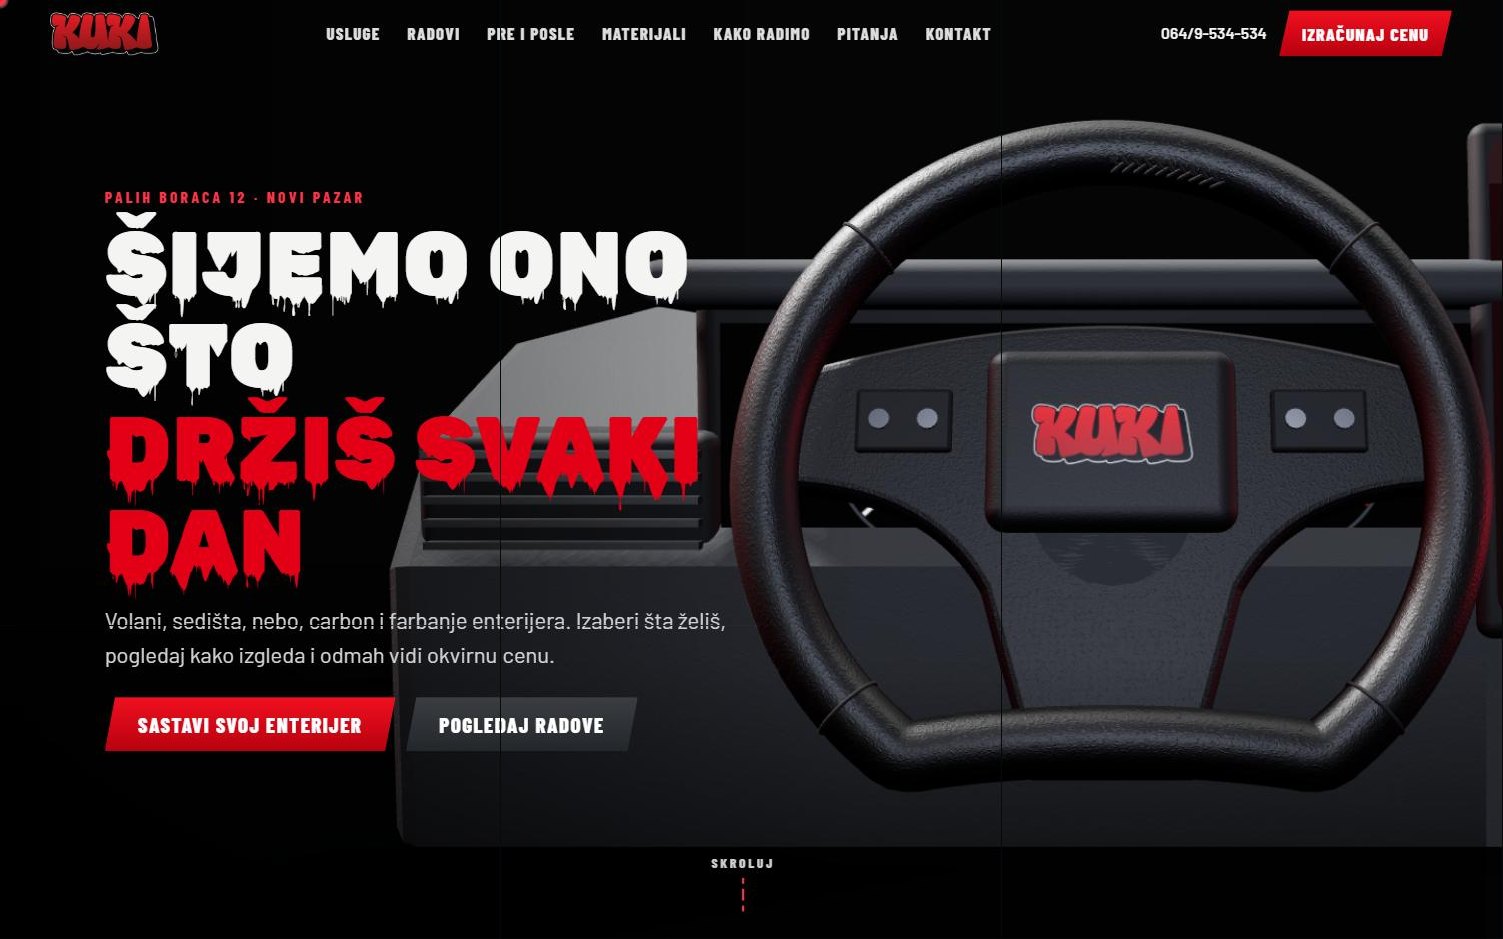 KUKI
USLUGE
RADOVI
PRE I POSLE
MATERIJALI
KAKO RADIMO
PITANJA
KONTAKT
064/9-534-534
IZRAČUNAJ CENU
PALIH BORACA 12 · NOVI PAZAR
ŠIJEMO ONO
ŠTO
DRŽIŠ SVAKI
DAN
Volani, sedišta, nebo, carbon i farbanje enterijera. Izaberi šta želiš,
pogledaj kako izgleda i odmah vidi okvirnu cenu.
SASTAVI SVOJ ENTERIJER
POGLEDAJ RADOVE
KUKI
SKROLUJ